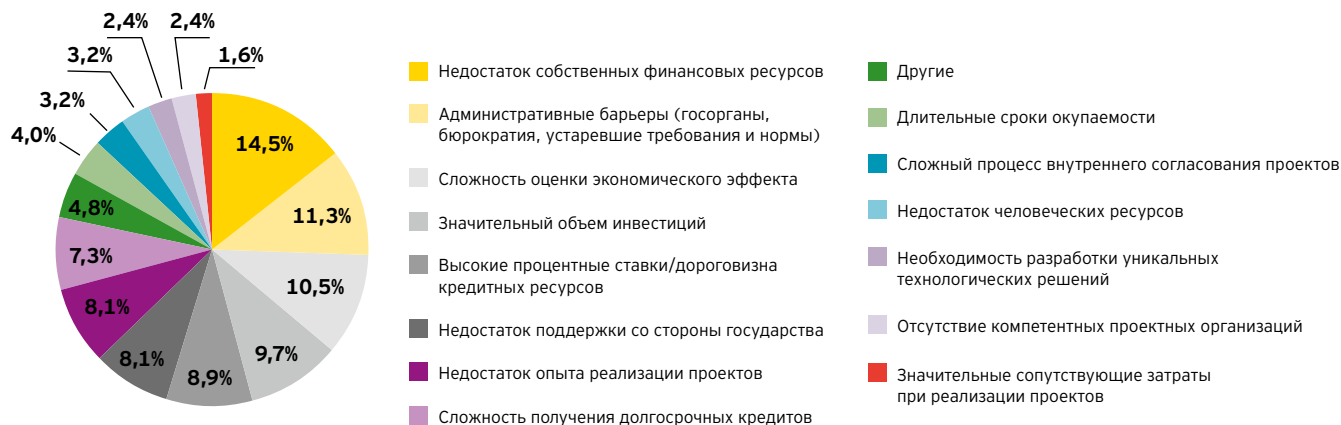 2,4%
2,4%
3,2%
1,6%
3,2%
4,0%
14,5%
11,3%
10,5%
9,7%
8,9%
8,1%
8,1%
7,3%
4,8%
Недостаток собственных финансовых ресурсов
Административные барьеры (госорганы,
бюрократия, устаревшие требования и нормы)
Сложность оценки экономического эффекта
Значительный объем инвестиций
Высокие процентные ставки/дороговизна
кредитных ресурсов
Недостаток поддержки со стороны государства
Недостаток опыта реализации проектов
Сложность получения долгосрочных кредитов
Другие
Длительные сроки окупаемости
Сложный процесс внутреннего согласования проектов
Недостаток человеческих ресурсов
Необходимость разработки уникальных
технологических решений
Отсутствие компетентных проектных организаций
Значительные сопутствующие затраты
при реализации проектов